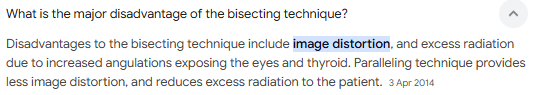 What is the major disadvantage of the bisecting technique?
Disadvantages to the bisecting technique include image distortion, and excess radiation
due to increased angulations exposing the eyes and thyroid. Paralleling technique provides
less image distortion, and reduces excess radiation to the patient. 3 Apr 2014